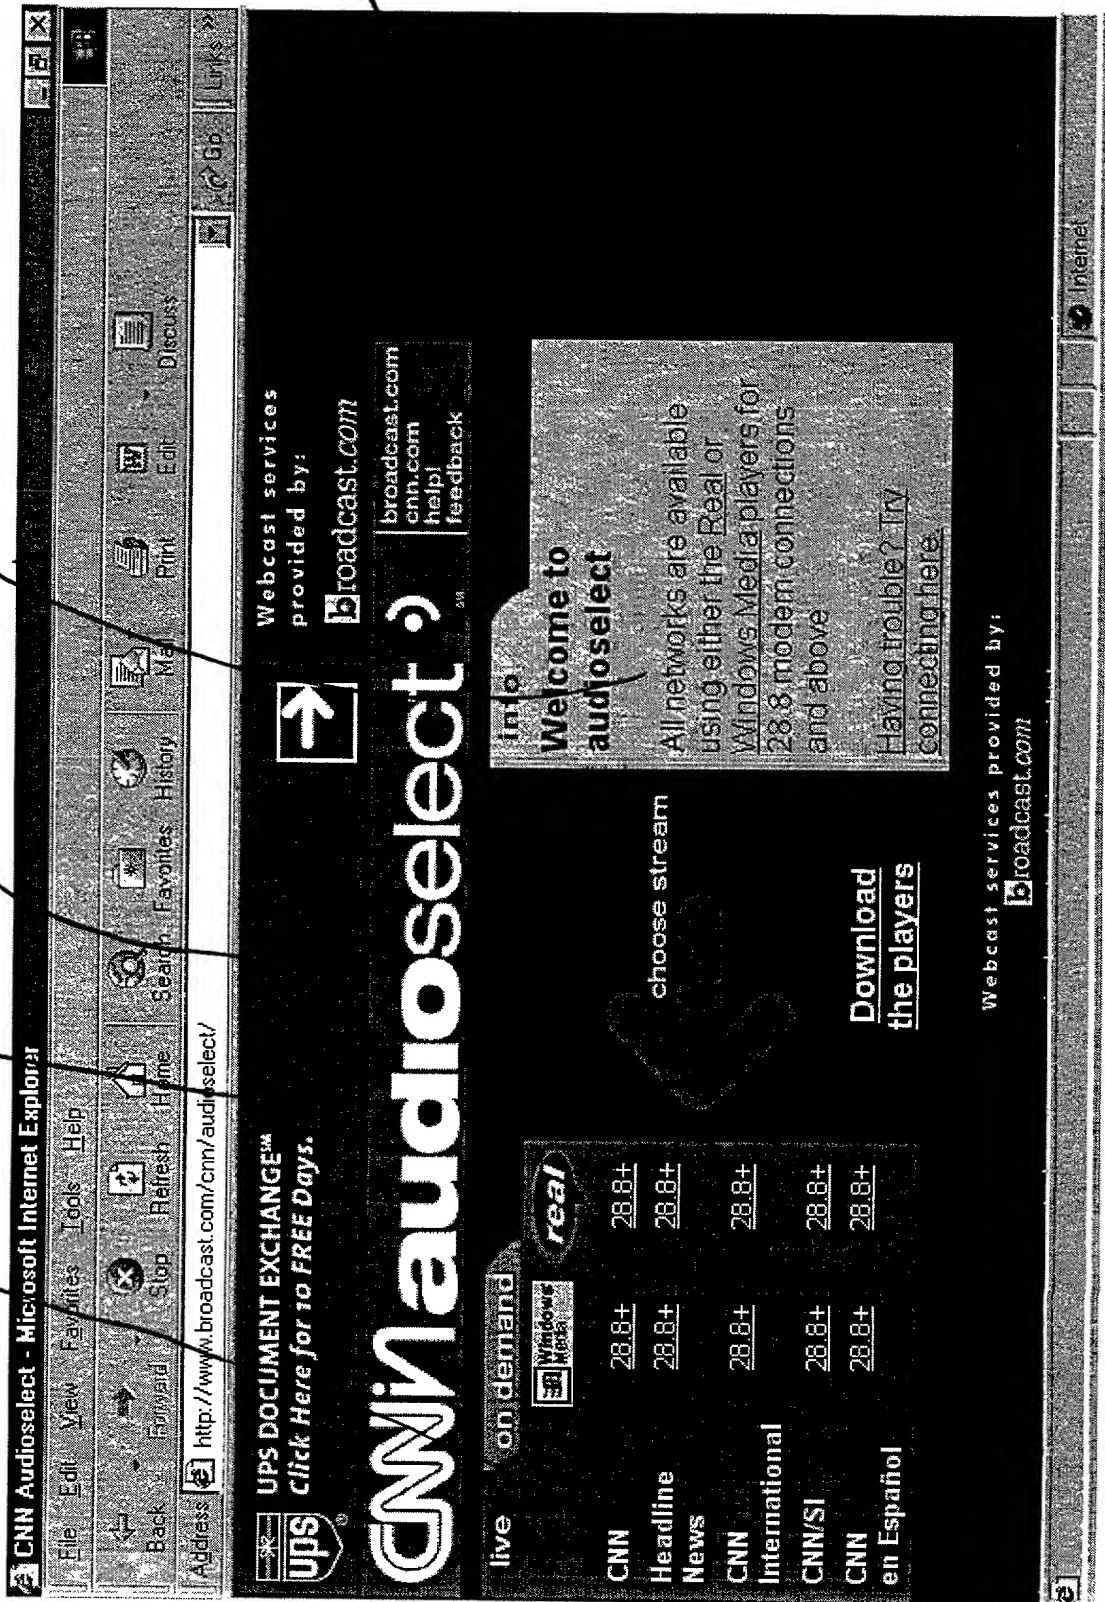 CNN Audioselect - Microsoft Internet Explorer
File Edit View Favorites Tools Help
Back Forward Stop Refresh Home Search Favorites History Mail Print Edit Discuss
Address http://www.broadcast.com/cnn/audioselect/ Go Links »
ups
UPS DOCUMENT EXCHANGE℠
Click Here for 10 FREE Days.
Webcast services
provided by:
broadcast.com
CNN audioselect
SM
broadcast.com
cnn.com
help!
feedback
live on demand
Windows Media real
CNN 28.8+ 28.8+
Headline News 28.8+ 28.8+
CNN International 28.8+ 28.8+
CNN/SI 28.8+ 28.8+
CNN en Español 28.8+ 28.8+
choose stream
Download
the players
info
Welcome to
audioselect
All networks are available
using either the Real or
Windows Media players for
28.8 modem connections
and above
Having trouble? Try
connecting here.
Webcast services provided by:
broadcast.com
Internet